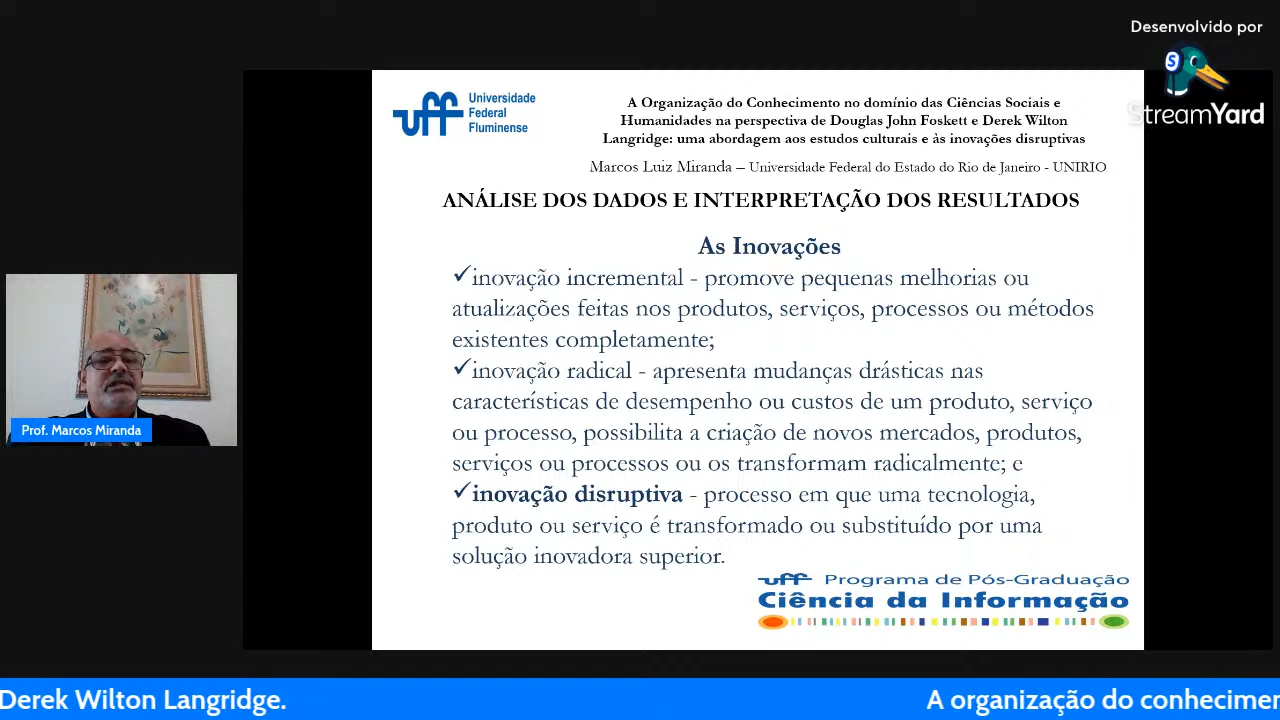 Desenvolvido por
StreamYard
uff Universidade
Federal
Fluminense
A Organização do Conhecimento no domínio das Ciências Sociais e
Humanidades na perspectiva de Douglas John Foskett e Derek Wilton
Langridge: uma abordagem aos estudos culturais e às inovações disruptivas
Marcos Luiz Miranda – Universidade Federal do Estado do Rio de Janeiro - UNIRIO
ANÁLISE DOS DADOS E INTERPRETAÇÃO DOS RESULTADOS
As Inovações
✓inovação incremental - promove pequenas melhorias ou
atualizações feitas nos produtos, serviços, processos ou métodos
existentes completamente;
✓inovação radical - apresenta mudanças drásticas nas
características de desempenho ou custos de um produto, serviço
ou processo, possibilita a criação de novos mercados, produtos,
serviços ou processos ou os transformam radicalmente; e
✓inovação disruptiva - processo em que uma tecnologia,
produto ou serviço é transformado ou substituído por uma
solução inovadora superior.
uff Programa de Pós-Graduação
Ciência da Informação
Prof. Marcos Miranda
Derek Wilton Langridge.
A organização do conhecimen